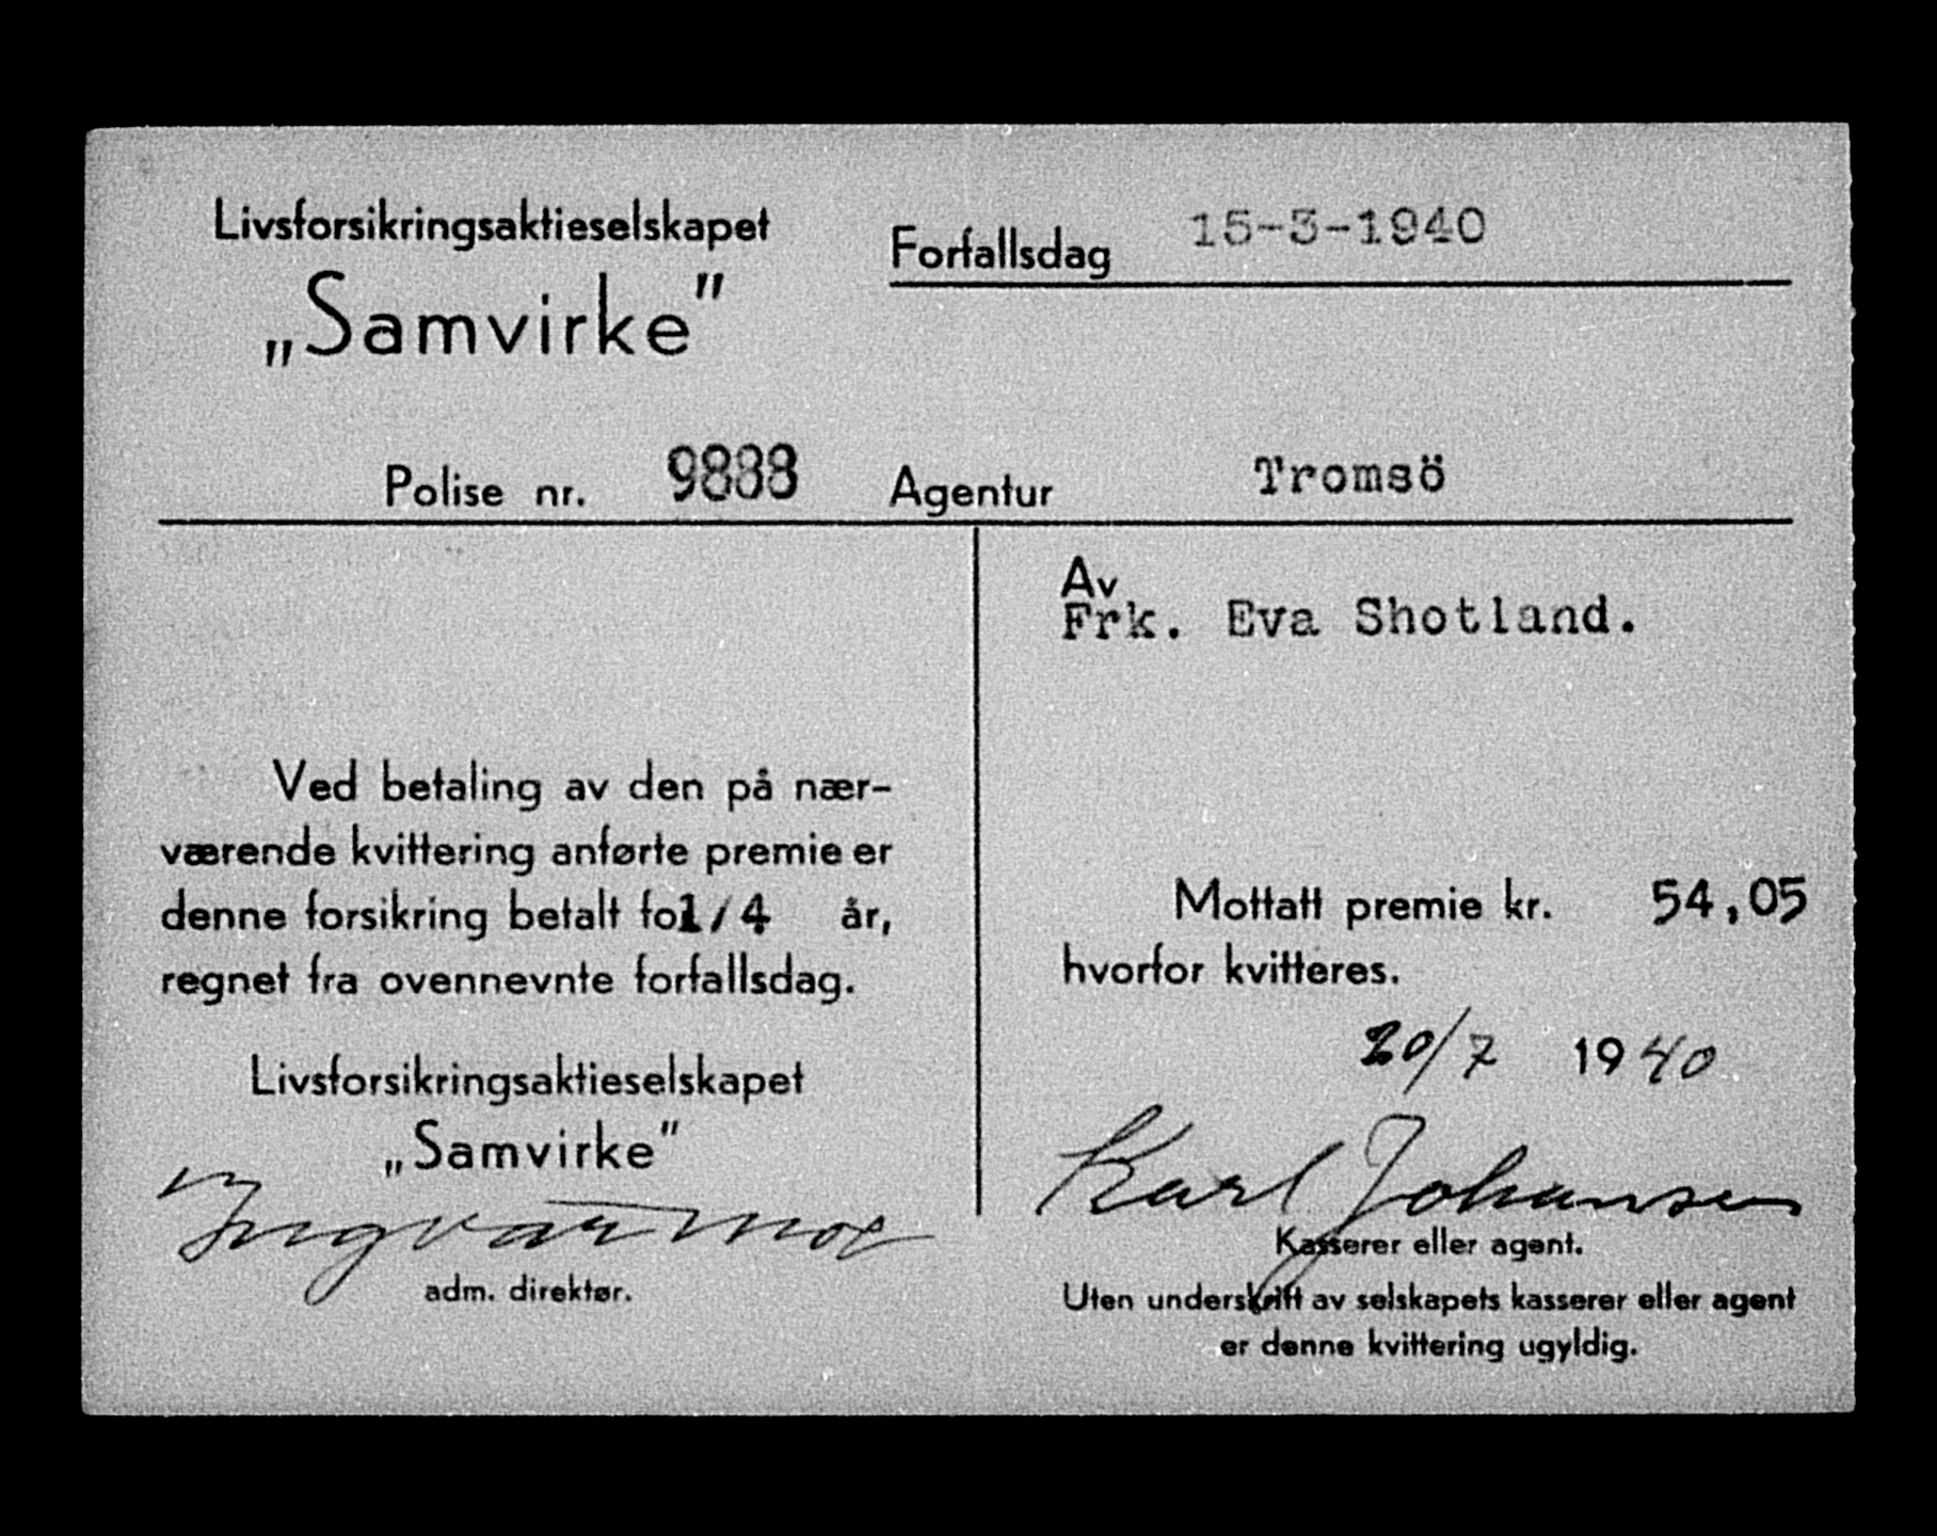 Livsforsikringsaktieselskapet
„Samvirke”
Forfallsdag 15-3-1940
Polise nr. 9888 Agentur Tromsö
Ved betaling av den på nær-
værende kvittering anførte premie er
denne forsikring betalt fo1/4 år,
regnet fra ovennevnte forfallsdag.
Livsforsikringsaktieselskapet
„Samvirke”
Ingvar Moe
adm. direktør.
Av
Frk. Eva Shotland.
Mottatt premie kr. 54,05
hvorfor kvitteres.
20/7 1940
Karl Johansen
Kasserer eller agent.
Uten underskrift av selskapets kasserer eller agent
er denne kvittering ugyldig.